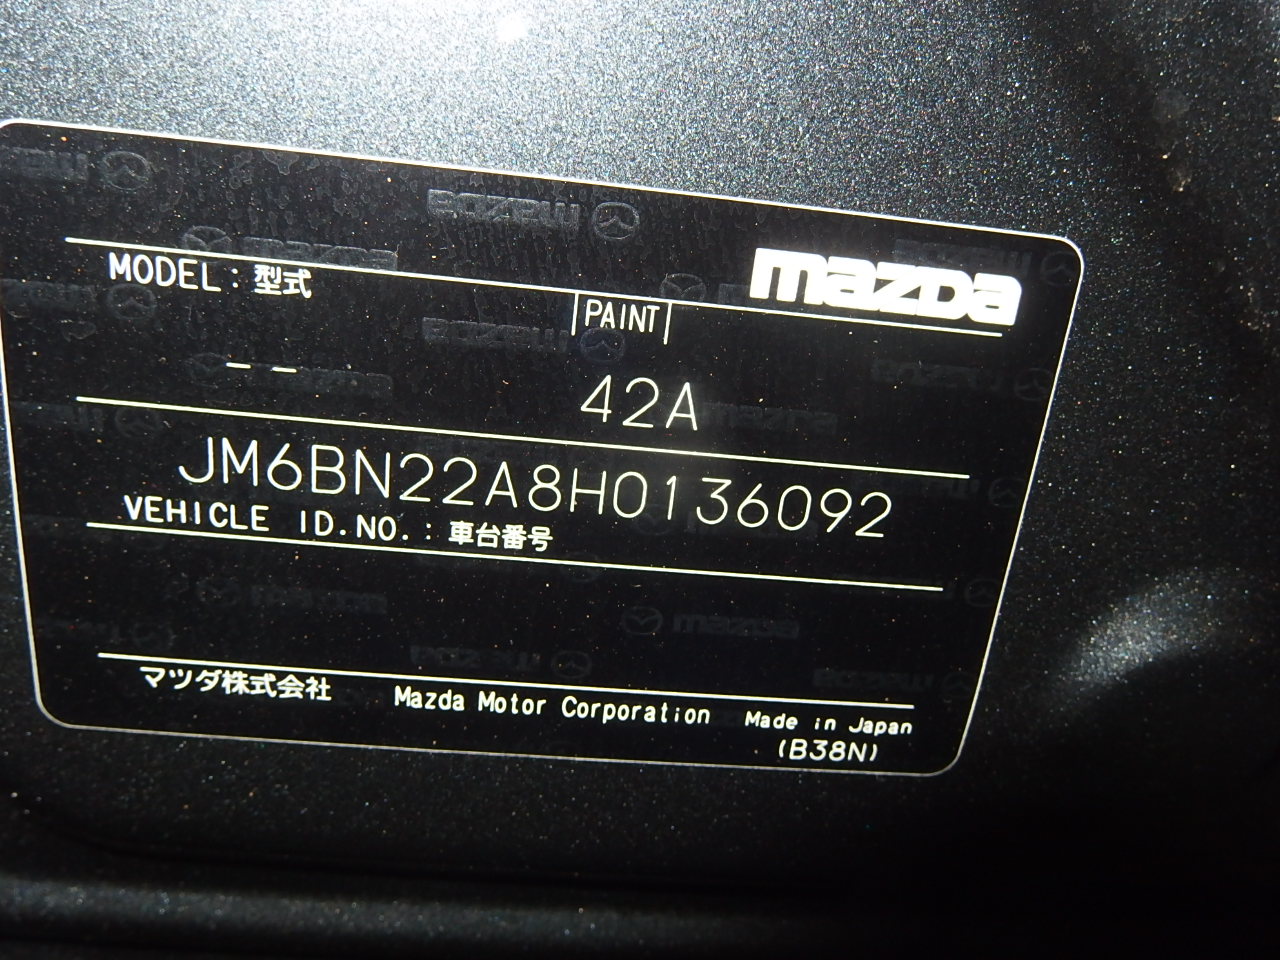 mazda
MODEL : 型式
PAINT
-- 42A
JM6BN22A8H0136092
VEHICLE ID.NO. : 車台番号
マツダ株式会社 Mazda Motor Corporation Made in Japan
(B38N)